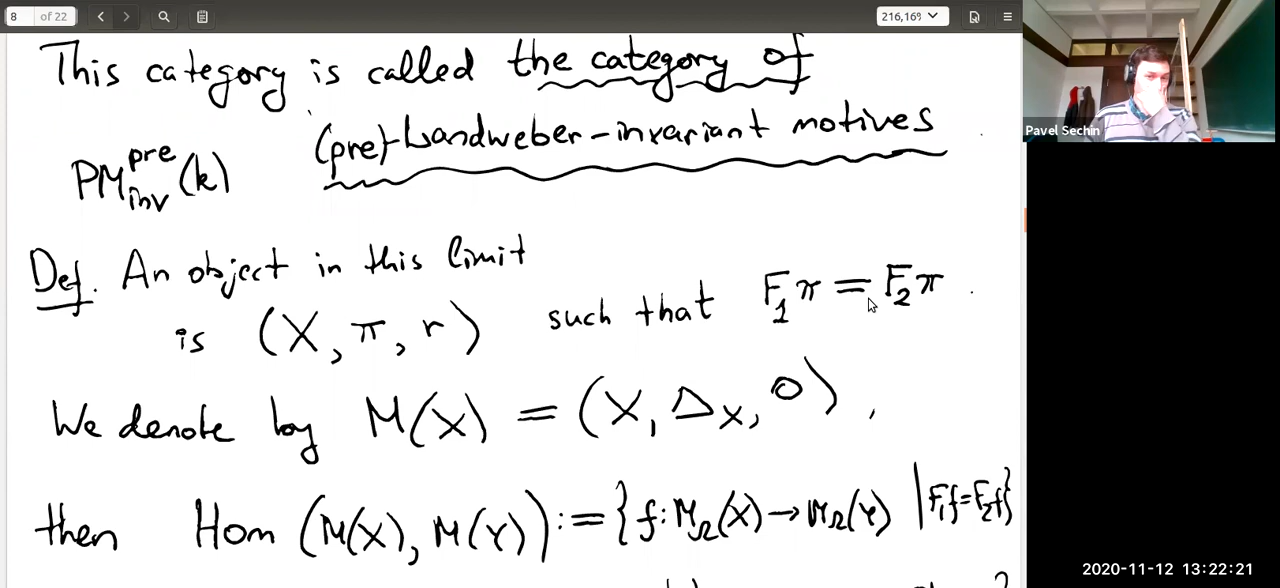 8 of 22
216,16%
This category is called the category of
(pre)-Landweber-invariant motives
PM^{pre}_{inv}(k)
Def. An object in this limit
is (X, π, r) such that F_1 π = F_2 π .
We denote by M(X) = (X, Δ_X, 0) ,
then Hom (M(X), M(Y)) := {f: M_Ω(X) → M_Ω(Y) | F_1 f = F_2 f}
Pavel Sechin
2020-11-12 13:22:21